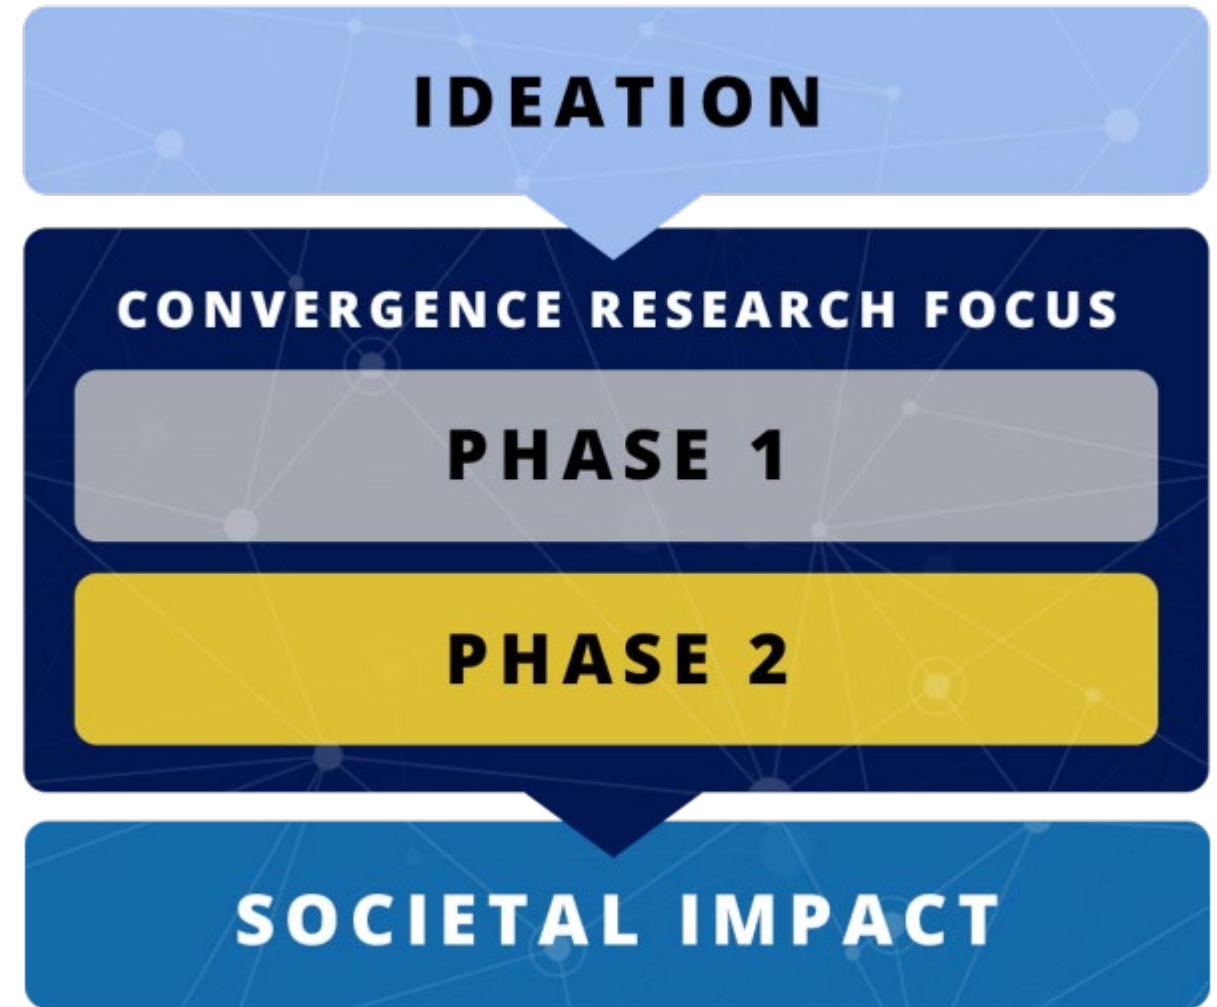 IDEATION
CONVERGENCE RESEARCH FOCUS
PHASE 1
PHASE 2
SOCIETAL IMPACT